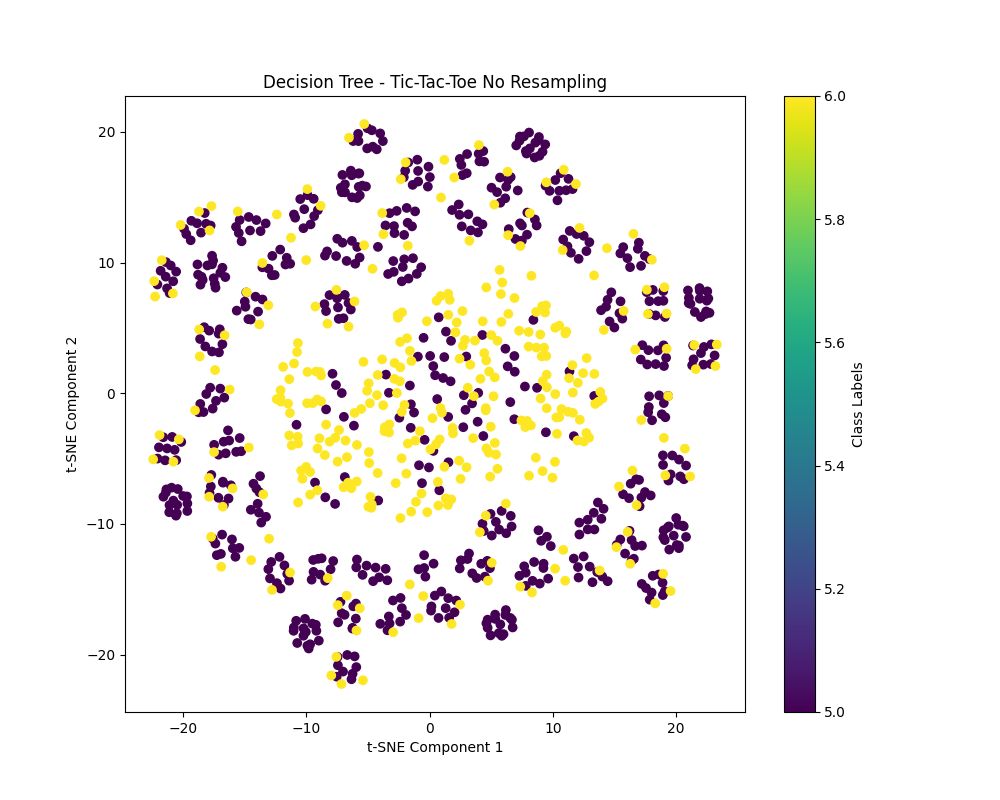 Decision Tree - Tic-Tac-Toe No Resampling
20
10
0
−10
−20
t-SNE Component 2
−20 −10 0 10 20
t-SNE Component 1
6.0
5.8
5.6
5.4
5.2
5.0
Class Labels